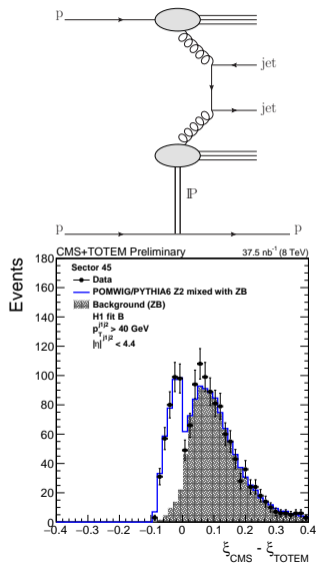 p
jet
jet
IP
p
p
CMS+TOTEM Preliminary 37.5 nb⁻¹ (8 TeV)
Sector 45
Data
POMWIG/PYTHIA6 Z2 mixed with ZB
Background (ZB)
H1 fit B
p_T^{j1j2} > 40 GeV
|η|^{j1j2} < 4.4
Events
180
160
140
120
100
80
60
40
20
0
−0.4 −0.3 −0.2 −0.1 0 0.1 0.2 0.3 0.4
ξ_CMS - ξ_TOTEM